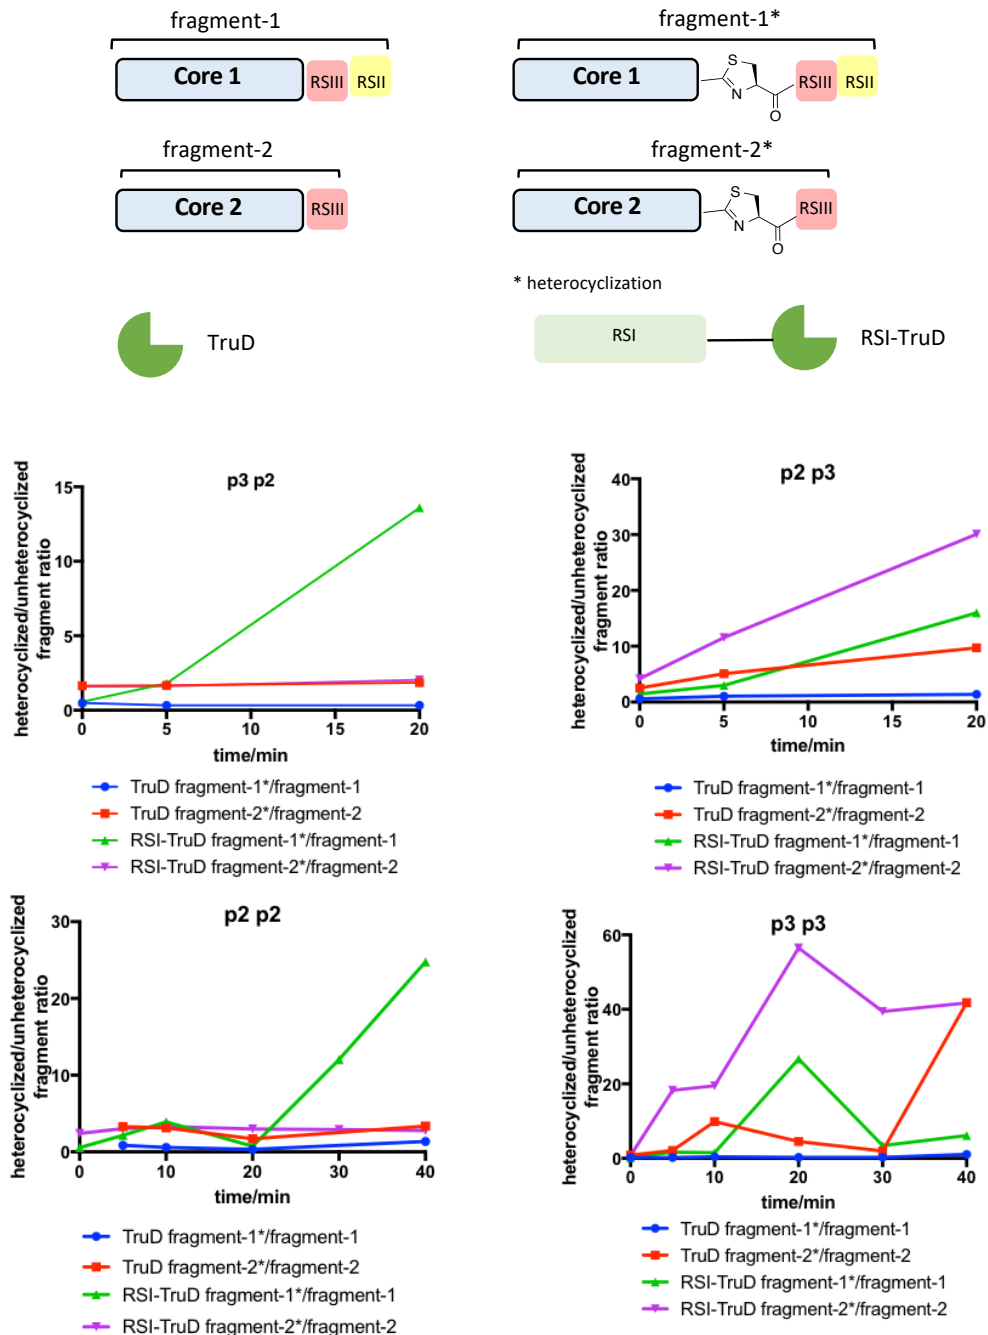 fragment-1
Core 1
RSIII
RSII
fragment-1*
Core 1
S
N
O
RSIII
RSII
fragment-2
Core 2
RSIII
fragment-2*
Core 2
S
N
O
RSIII
* heterocyclization
TruD
RSI
RSI-TruD
p3 p2
heterocyclized/unheterocyclized
fragment ratio
15
10
5
0
0 5 10 15 20
time/min
TruD fragment-1*/fragment-1
TruD fragment-2*/fragment-2
RSI-TruD fragment-1*/fragment-1
RSI-TruD fragment-2*/fragment-2
p2 p3
heterocyclized/unheterocyclized
fragment ratio
40
30
20
10
0
0 5 10 15 20
time/min
TruD fragment-1*/fragment-1
TruD fragment-2*/fragment-2
RSI-TruD fragment-1*/fragment-1
RSI-TruD fragment-2*/fragment-2
p2 p2
heterocyclized/unheterocyclized
fragment ratio
30
20
10
0
0 10 20 30 40
time/min
TruD fragment-1*/fragment-1
TruD fragment-2*/fragment-2
RSI-TruD fragment-1*/fragment-1
RSI-TruD fragment-2*/fragment-2
p3 p3
heterocyclized/unheterocyclized
fragment ratio
60
40
20
0
0 10 20 30 40
time/min
TruD fragment-1*/fragment-1
TruD fragment-2*/fragment-2
RSI-TruD fragment-1*/fragment-1
RSI-TruD fragment-2*/fragment-2